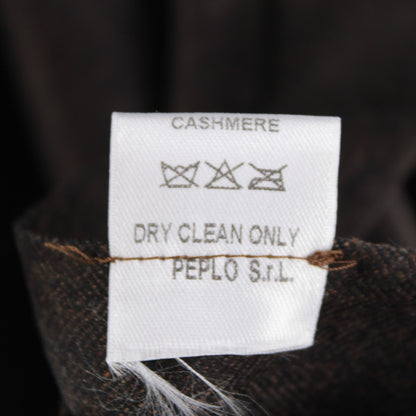 CASHMERE
DRY CLEAN ONLY
PEPLO S.r.L.